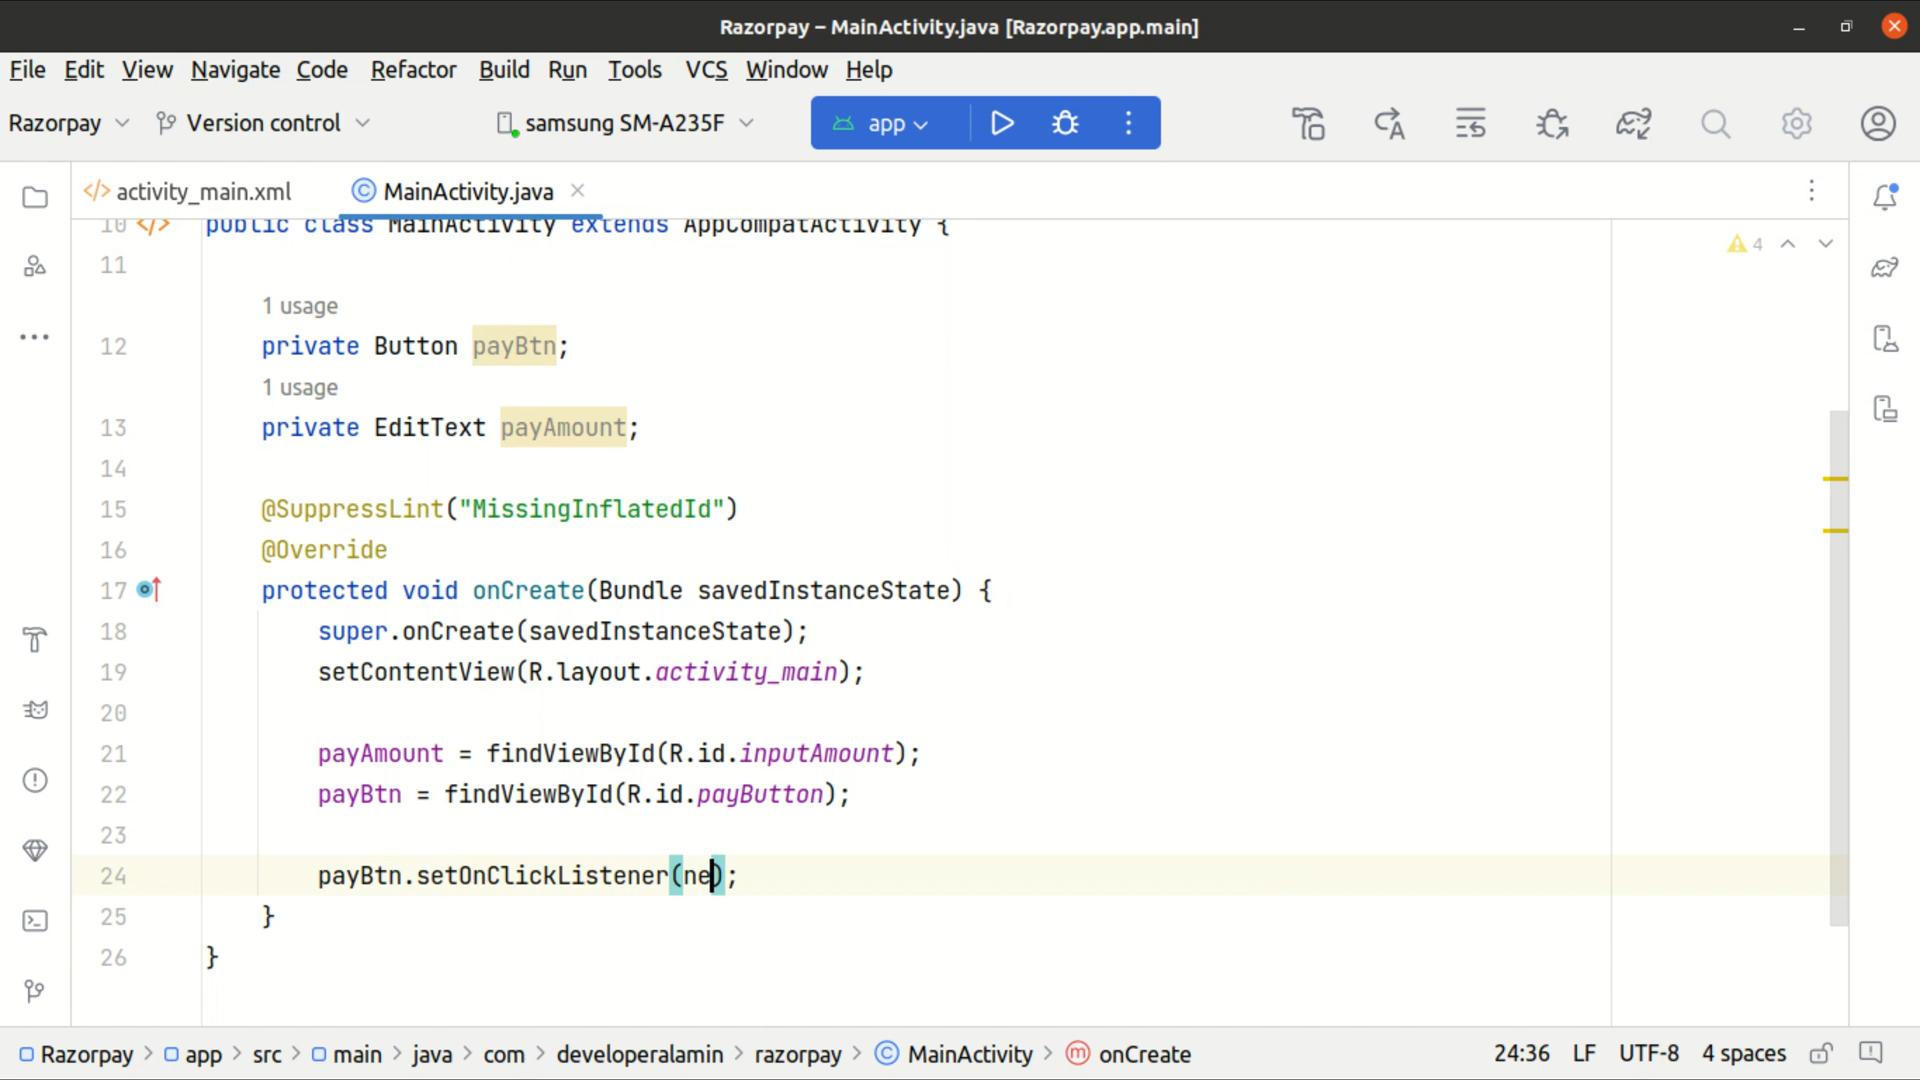 Razorpay – MainActivity.java [Razorpay.app.main]
File Edit View Navigate Code Refactor Build Run Tools VCS Window Help
Razorpay Version control samsung SM-A235F app
activity_main.xml MainActivity.java
4
10 public class MainActivity extends AppCompatActivity {
11
1 usage
12 private Button payBtn;
1 usage
13 private EditText payAmount;
14
15 @SuppressLint("MissingInflatedId")
16 @Override
17 protected void onCreate(Bundle savedInstanceState) {
18 super.onCreate(savedInstanceState);
19 setContentView(R.layout.activity_main);
20
21 payAmount = findViewById(R.id.inputAmount);
22 payBtn = findViewById(R.id.payButton);
23
24 payBtn.setOnClickListener(ne);
25 }
26 }
Razorpay > app > src > main > java > com > developeralamin > razorpay > MainActivity > onCreate 24:36 LF UTF-8 4 spaces